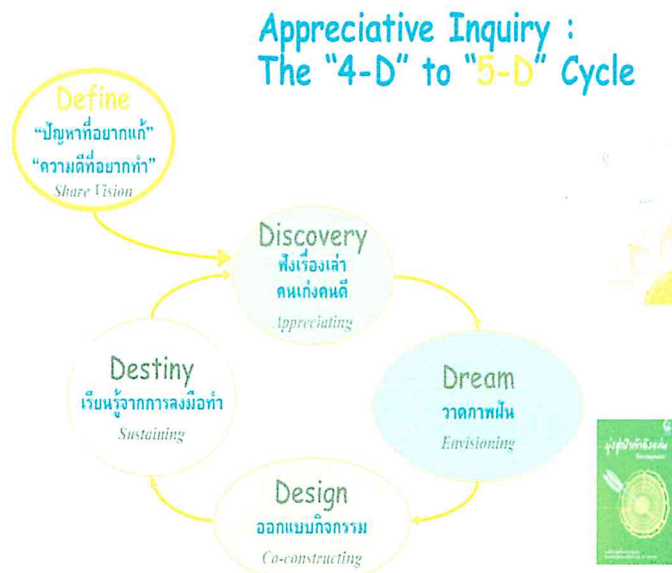 Appreciative Inquiry :
The “4-D” to “5-D” Cycle
Define
“ปัญหาที่อยากแก้”
“ความดีที่อยากทำ”
Share Vision
Discovery
ฟังเรื่องเล่า
คนเก่งคนดี
Appreciating
Dream
วาดภาพฝัน
Envisioning
Design
ออกแบบกิจกรรม
Co-constructing
Destiny
เรียนรู้จากการลงมือทำ
Sustaining